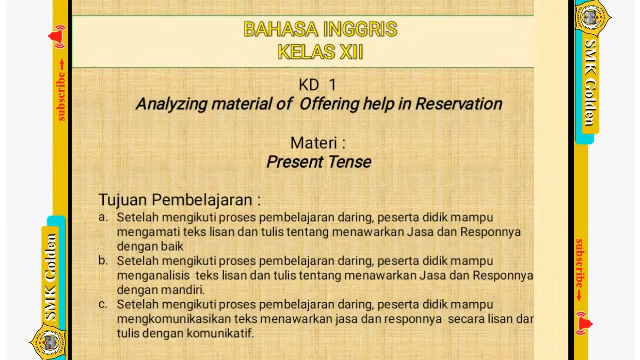 BAHASA INGGRIS
KELAS XII
KD 1
Analyzing material of Offering help in Reservation
Materi :
Present Tense
Tujuan Pembelajaran :
a. Setelah mengikuti proses pembelajaran daring, peserta didik mampu
mengamati teks lisan dan tulis tentang menawarkan Jasa dan Responnya
dengan baik
b. Setelah mengikuti proses pembelajaran daring, peserta didik mampu
menganalisis teks lisan dan tulis tentang menawarkan Jasa dan Responnya
dengan mandiri.
c. Setelah mengikuti proses pembelajaran daring, peserta didik mampu
mengkomunikasikan teks menawarkan jasa dan responnya secara lisan dan
tulis dengan komunikatif.
subscribe
SMK Golden
SMK Golden
subscribe